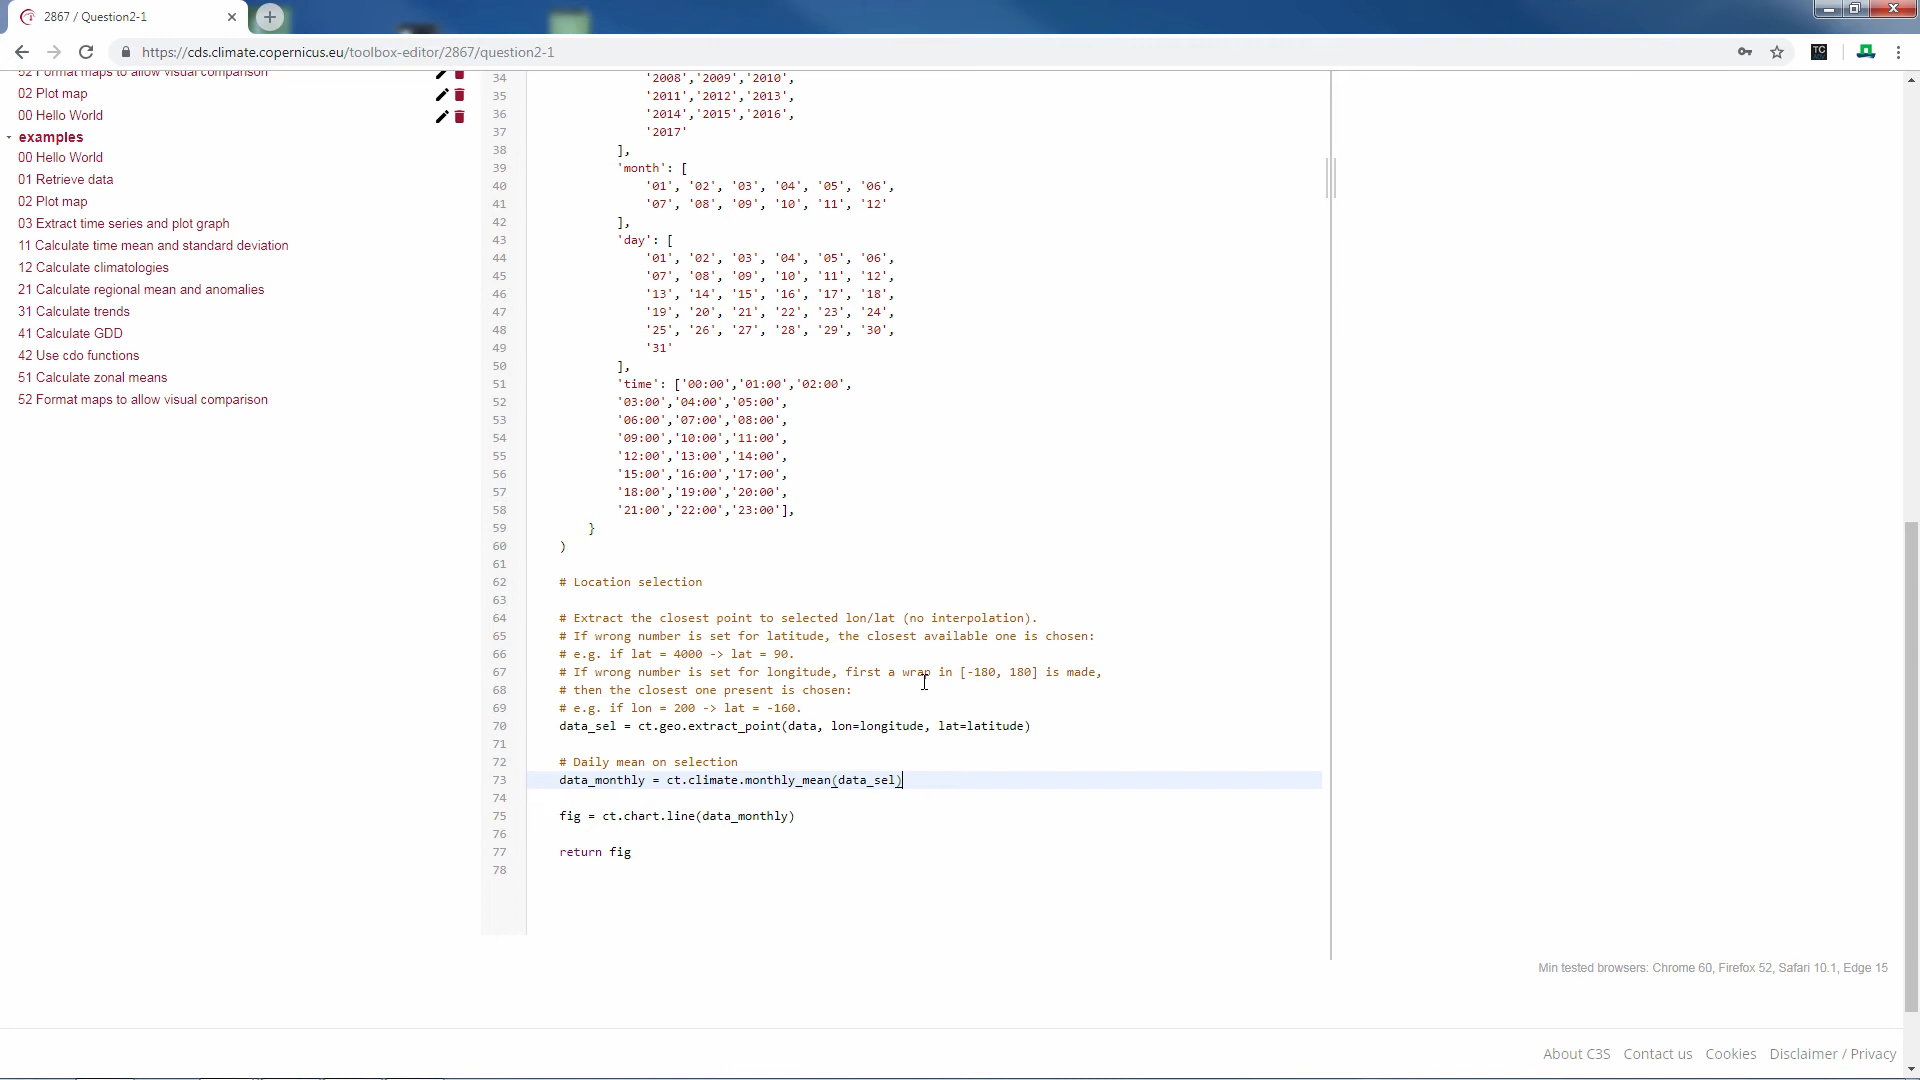 2867 / Question2-1
https://cds.climate.copernicus.eu/toolbox-editor/2867/question2-1
52 Format maps to allow visual comparison
02 Plot map
00 Hello World
examples
00 Hello World
01 Retrieve data
02 Plot map
03 Extract time series and plot graph
11 Calculate time mean and standard deviation
12 Calculate climatologies
21 Calculate regional mean and anomalies
31 Calculate trends
41 Calculate GDD
42 Use cdo functions
51 Calculate zonal means
52 Format maps to allow visual comparison
34 '2008','2009','2010',
35 '2011','2012','2013',
36 '2014','2015','2016',
37 '2017'
38 ],
39 'month': [
40 '01', '02', '03', '04', '05', '06',
41 '07', '08', '09', '10', '11', '12'
42 ],
43 'day': [
44 '01', '02', '03', '04', '05', '06',
45 '07', '08', '09', '10', '11', '12',
46 '13', '14', '15', '16', '17', '18',
47 '19', '20', '21', '22', '23', '24',
48 '25', '26', '27', '28', '29', '30',
49 '31'
50 ],
51 'time': ['00:00','01:00','02:00',
52 '03:00','04:00','05:00',
53 '06:00','07:00','08:00',
54 '09:00','10:00','11:00',
55 '12:00','13:00','14:00',
56 '15:00','16:00','17:00',
57 '18:00','19:00','20:00',
58 '21:00','22:00','23:00'],
59 }
60 )
61
62 # Location selection
63
64 # Extract the closest point to selected lon/lat (no interpolation).
65 # If wrong number is set for latitude, the closest available one is chosen:
66 # e.g. if lat = 4000 -> lat = 90.
67 # If wrong number is set for longitude, first a wrap in [-180, 180] is made,
68 # then the closest one present is chosen:
69 # e.g. if lon = 200 -> lat = -160.
70 data_sel = ct.geo.extract_point(data, lon=longitude, lat=latitude)
71
72 # Daily mean on selection
73 data_monthly = ct.climate.monthly_mean(data_sel)
74
75 fig = ct.chart.line(data_monthly)
76
77 return fig
78
Min tested browsers: Chrome 60, Firefox 52, Safari 10.1, Edge 15
About C3S Contact us Cookies Disclaimer / Privacy